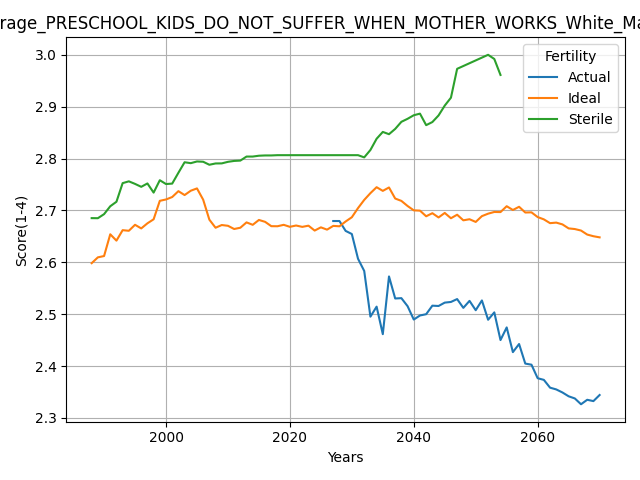 rage_PRESCHOOL_KIDS_DO_NOT_SUFFER_WHEN_MOTHER_WORKS_White_Ma
Fertility
Actual
Ideal
Sterile
Score(1-4)
3.0
2.9
2.8
2.7
2.6
2.5
2.4
2.3
2000 2020 2040 2060
Years